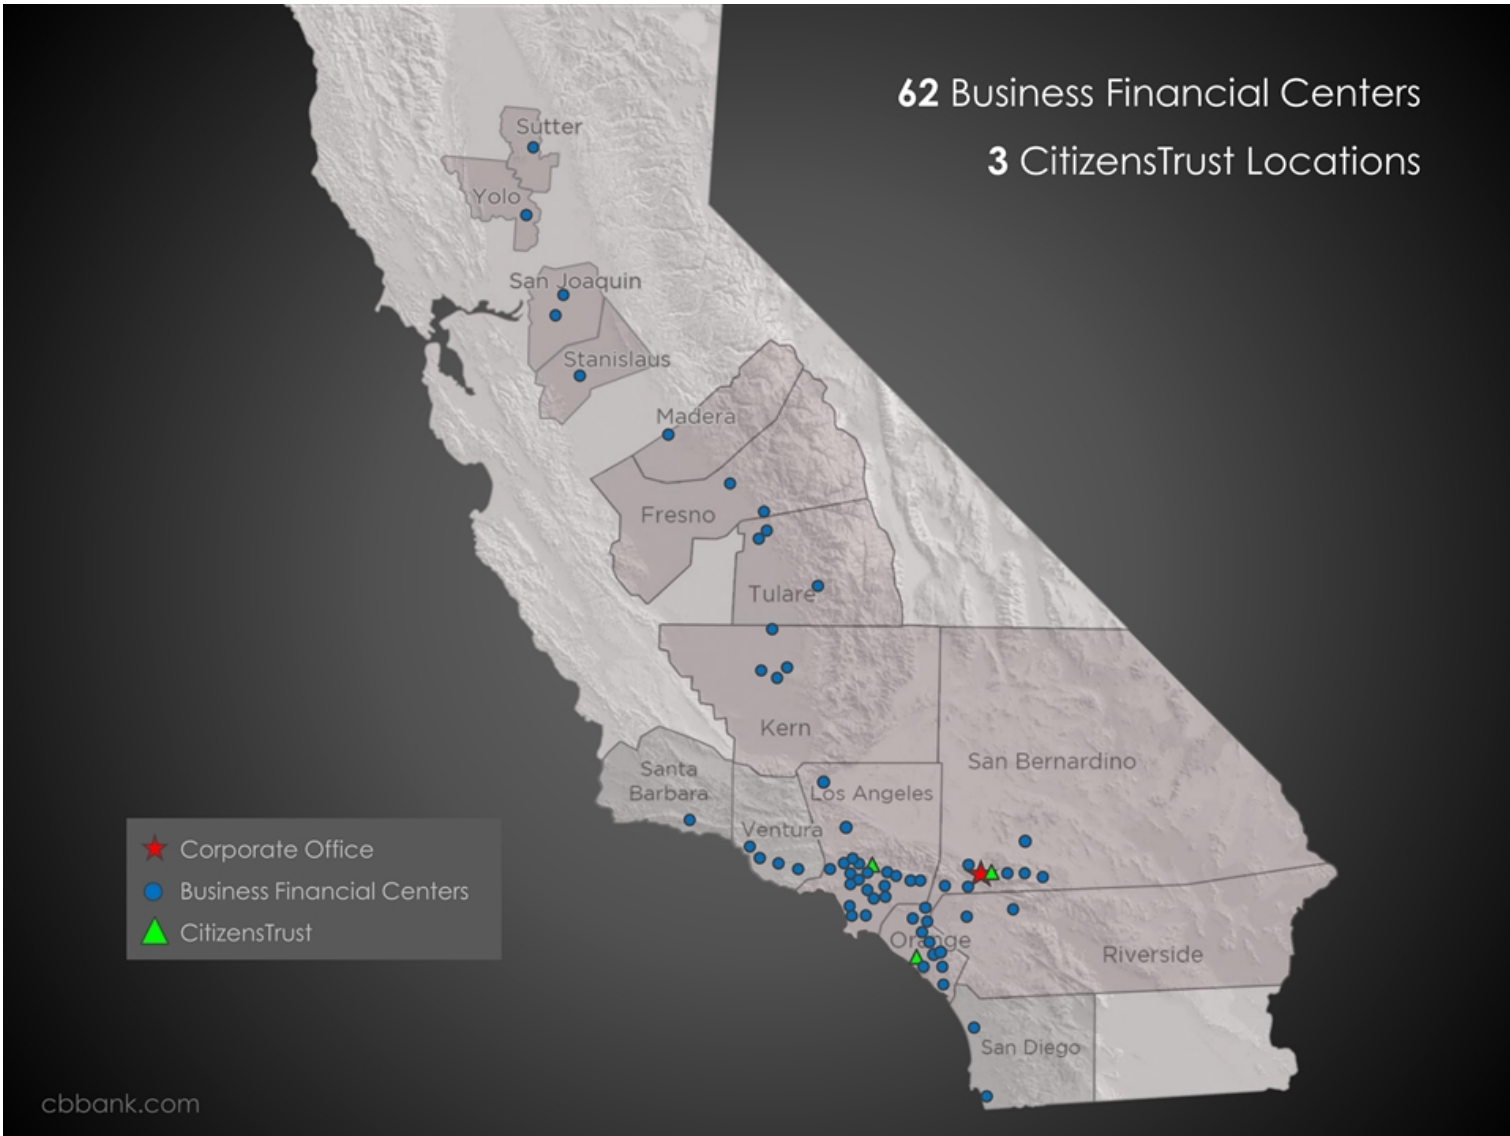 62 Business Financial Centers
3 CitizensTrust Locations
Sutter
Yolo
San Joaquin
Stanislaus
Madera
Fresno
Tulare
Kern
San Bernardino
Santa
Barbara
Los Angeles
Ventura
Orange
Riverside
San Diego
Corporate Office
Business Financial Centers
CitizensTrust
cbbank.com